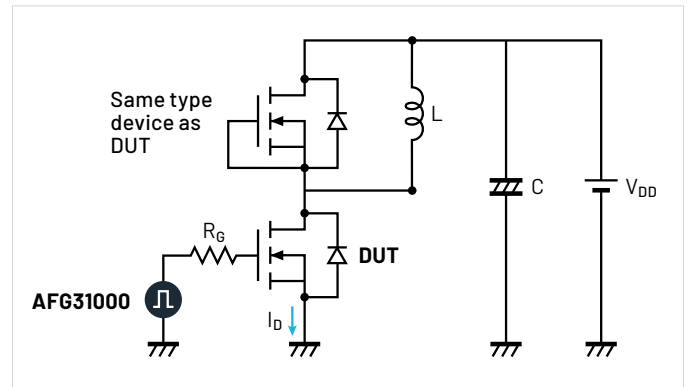 Same type
device as
DUT
L
C
V_DD
R_G
DUT
AFG31000
I_D